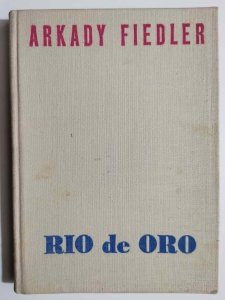 ARKADY FIEDLER
RIO de ORO